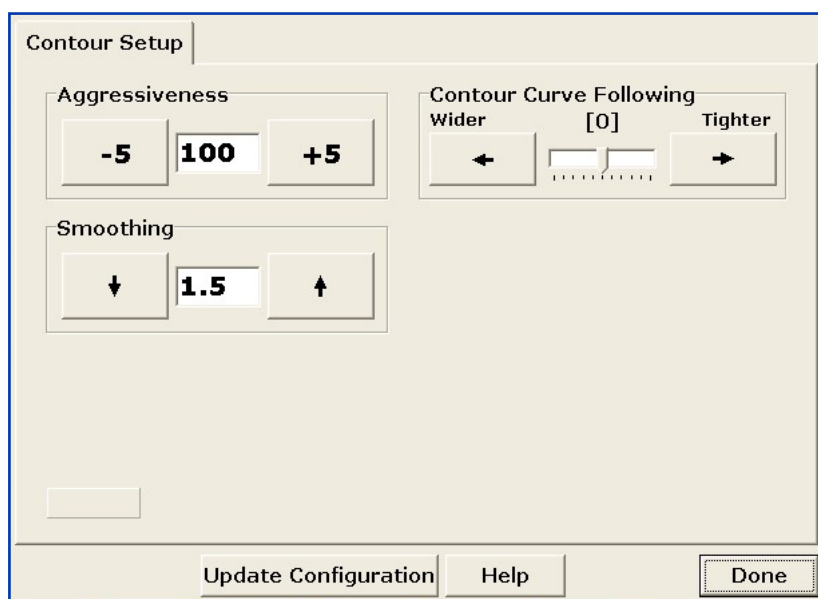 Contour Setup
Aggressiveness
-5 100 +5
Contour Curve Following
Wider [0] Tighter
Smoothing
1.5
Update Configuration Help Done